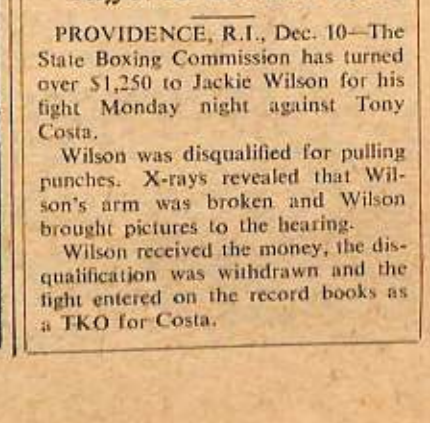 PROVIDENCE, R.I., Dec. 10—The
State Boxing Commission has turned
over $1,250 to Jackie Wilson for his
fight Monday night against Tony
Costa.
Wilson was disqualified for pulling
punches. X-rays revealed that Wil-
son's arm was broken and Wilson
brought pictures to the hearing.
Wilson received the money, the dis-
qualification was withdrawn and the
fight entered on the record books as
a TKO for Costa.